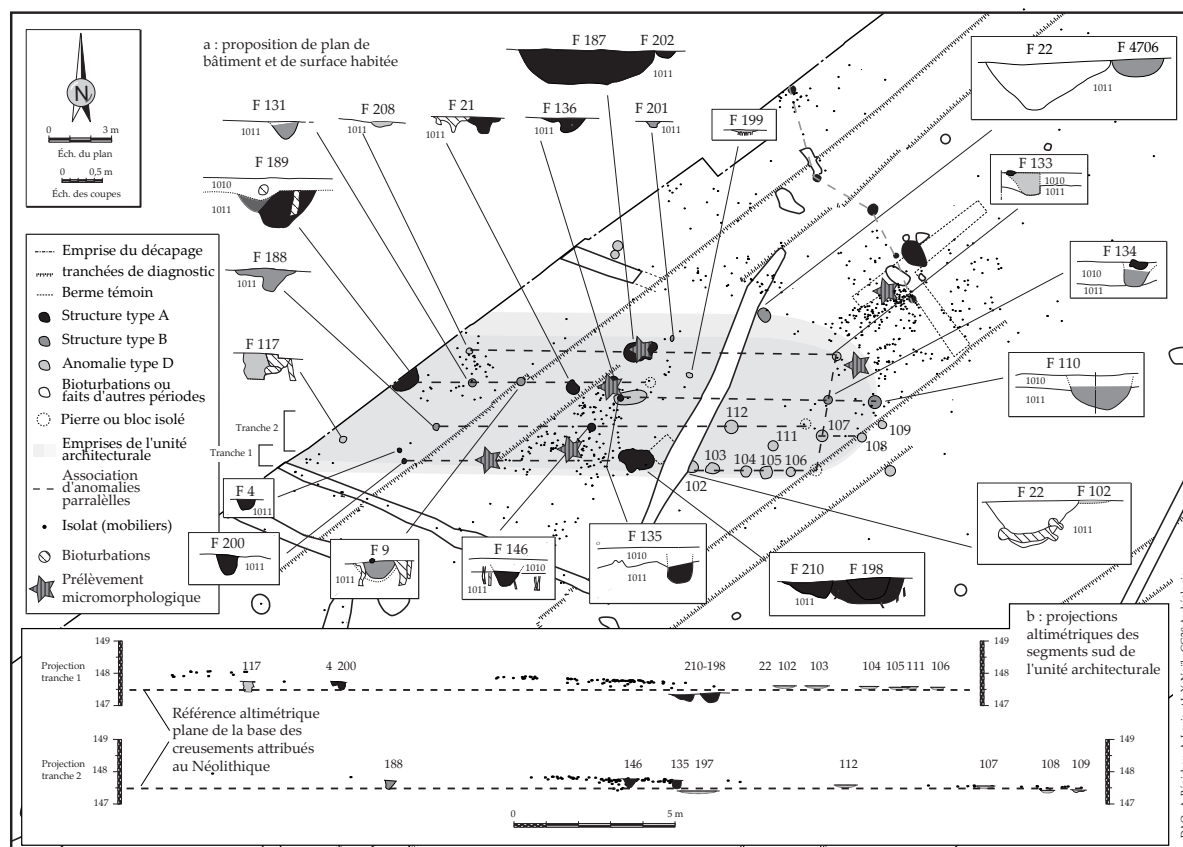 N
0 3 m
Éch. du plan
0 0,5 m
Éch. des coupes
a : proposition de plan de
bâtiment et de surface habitée
F 187 F 202
1011
F 22 F 4706
1011
F 131
1011
F 208
1011
F 21
1011
F 136
1011
F 201
1011 1011
F 199
F 133
1010
1011
F 189
1010
1011
F 188
1011
F 134
1010
1011
F 117
F 110
1010
1011
Emprise du décapage
tranchées de diagnostic
Berme témoin
Structure type A
Structure type B
Anomalie type D
Bioturbations ou
faits d'autres périodes
Pierre ou bloc isolé
Emprises de l'unité
architecturale
Association
d'anomalies
parralèlles
Isolat (mobiliers)
Bioturbations
Prélèvement
micromorphologique
Tranche 2
Tranche 1
112
107
109
111
108
103
104 105 106
102
F 4
1011
F 200
1011
F 9
1011
F 146
1010
1011
F 135
1010
1011
F 210 F 198
1011
F 22 F 102
1011
b : projections
altimétriques des
segments sud de
l'unité architecturale
149
148
147
Projection
tranche 1
117 4 200 210-198 22 102 103 104 105 111 106
149
148
147
Référence altimétrique
plane de la base des
creusements attribués
au Néolithique
149
148
147
Projection
tranche 2
188 146 135 197 112 107 108 109
149
148
147
0 5 m